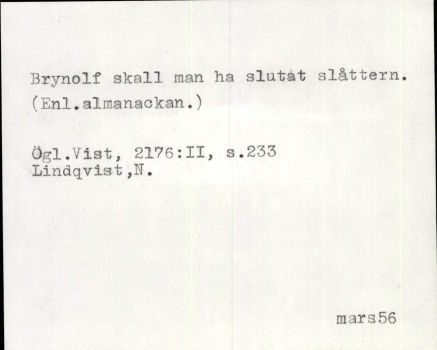 Brynolf skall man ha slutat slåttern.
(Enl.almanackan.)
Ögl.Vist, 2176:II, s.233
Lindqvist,N.
mars56